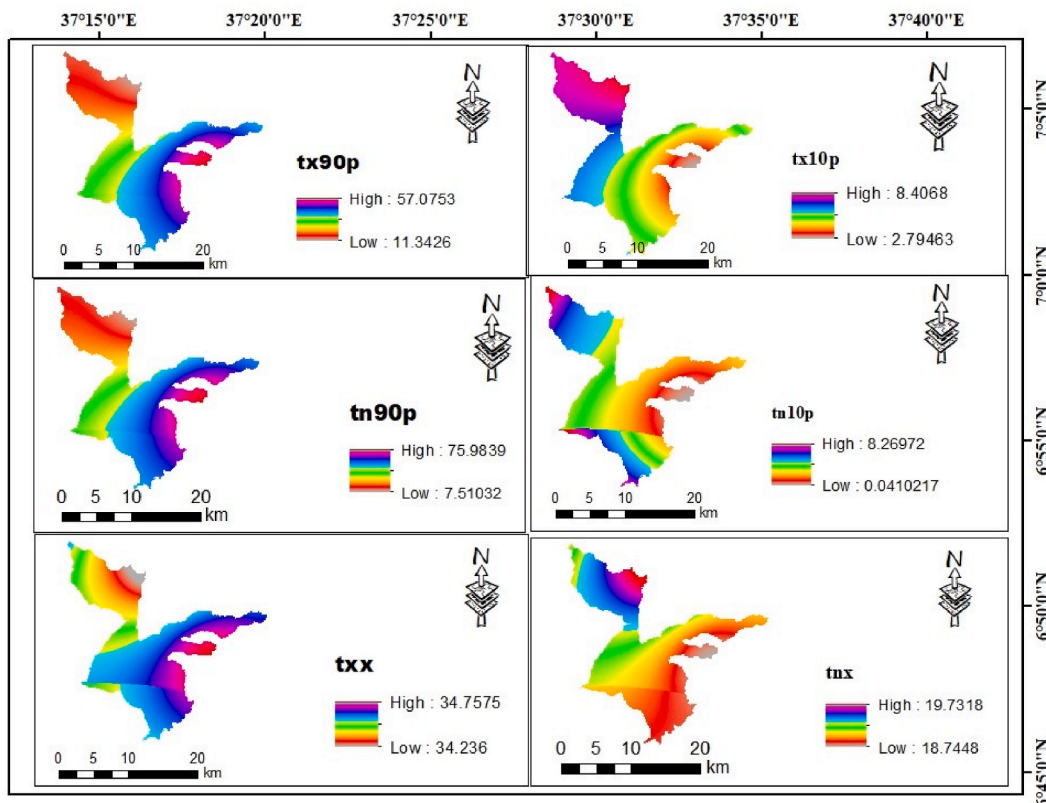 37°15'0"E 37°20'0"E 37°25'0"E 37°30'0"E 37°35'0"E 37°40'0"E
N
tx90p
High : 57.0753
Low : 11.3426
0 5 10 20
km
N
tx10p
High : 8.4068
Low : 2.79463
0 5 10 20
km
7°5'0"N
7°0'0"N
N
tn90p
High : 75.9839
Low : 7.51032
0 5 10 20
km
N
tn10p
High : 8.26972
Low : 0.0410217
0 5 10 20
km
6°55'0"N
N
txx
High : 34.7575
Low : 34.236
0 5 10 20
km
N
tnx
High : 19.7318
Low : 18.7448
0 5 10 20
km
6°50'0"N
6°45'0"N